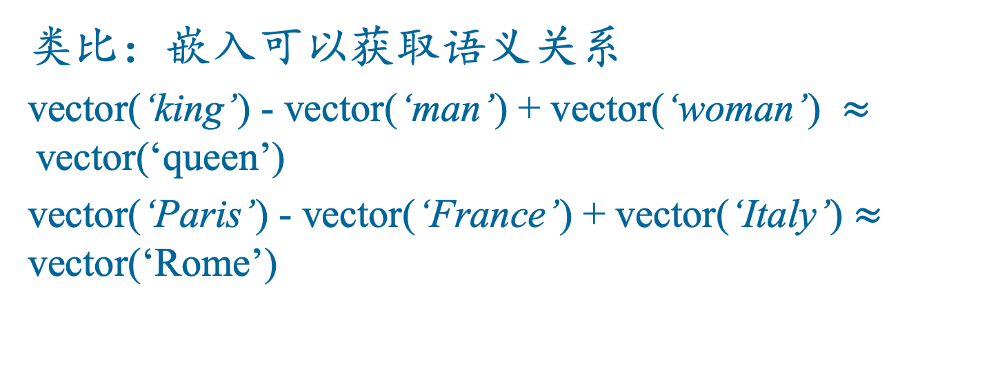 类比：嵌入可以获取语义关系
vector(‘king’) - vector(‘man’) + vector(‘woman’) ≈
vector(‘queen’)
vector(‘Paris’) - vector(‘France’) + vector(‘Italy’) ≈
vector(‘Rome’)